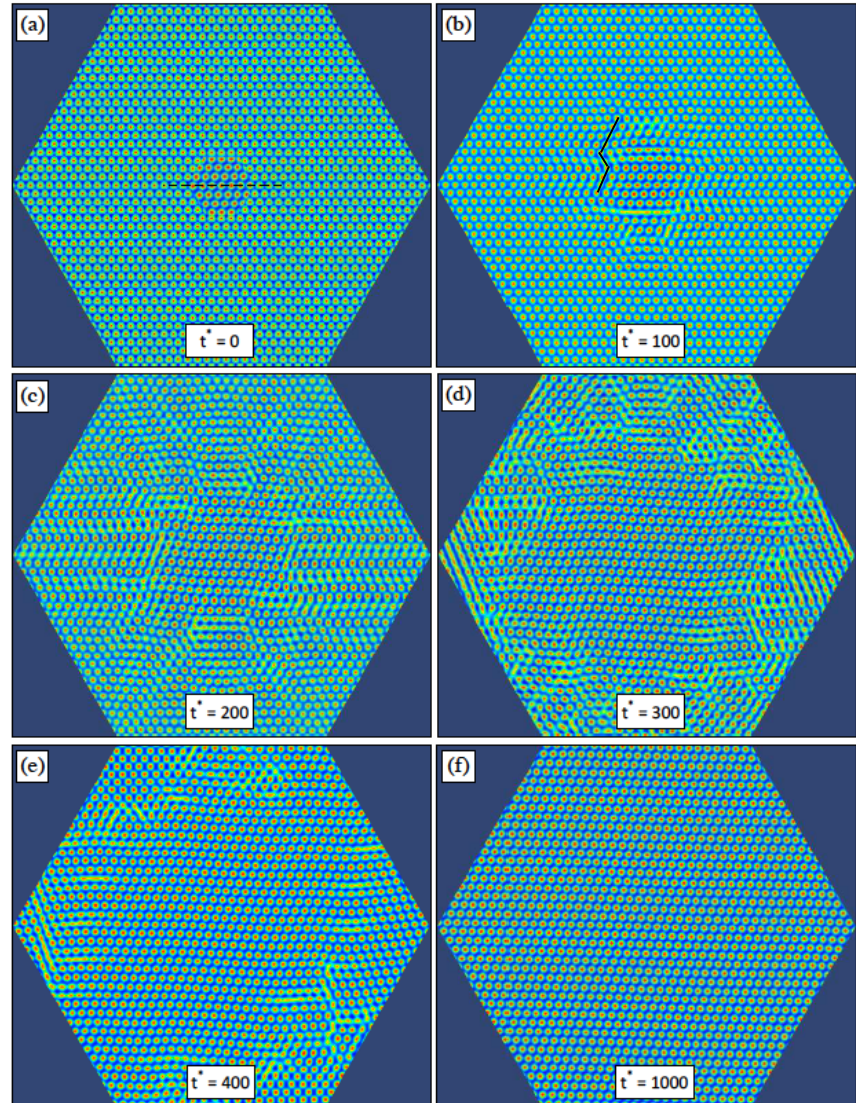 (a)
t* = 0
(b)
t* = 100
(c)
t* = 200
(d)
t* = 300
(e)
t* = 400
(f)
t* = 1000